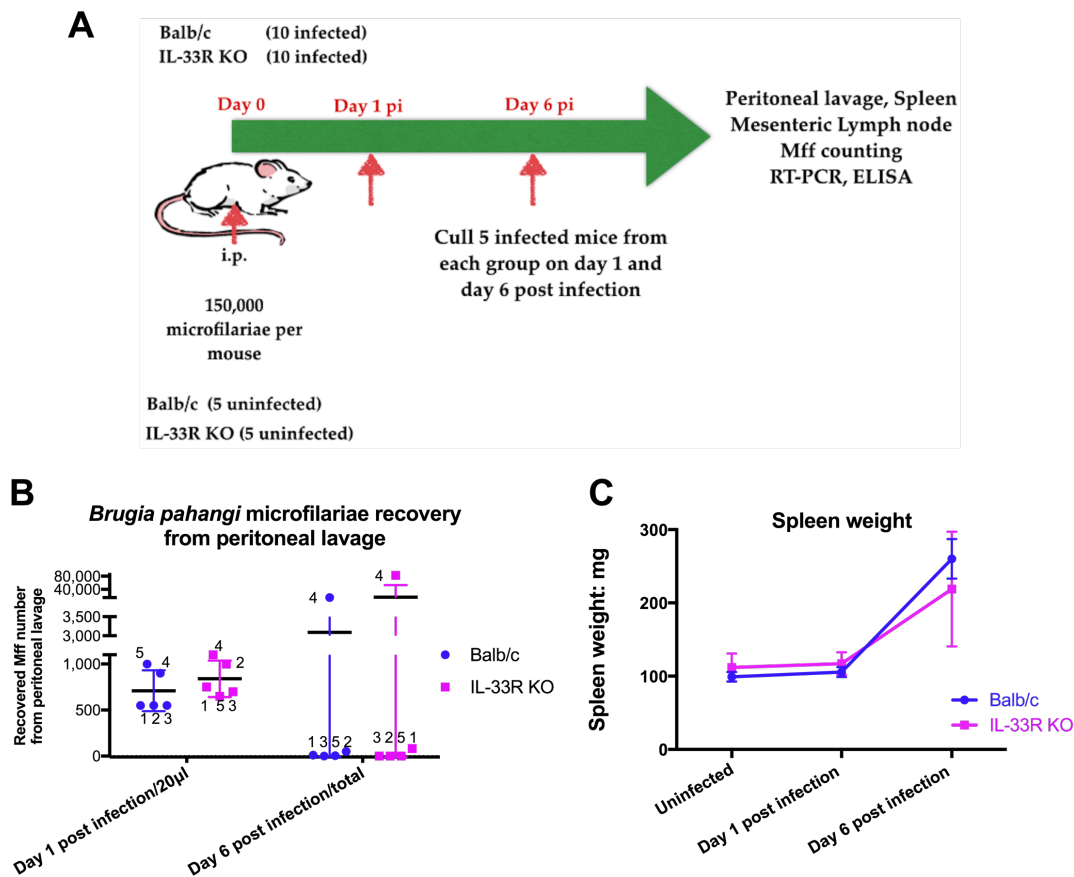 A
Balb/c (10 infected)
IL-33R KO (10 infected)
Day 0 Day 1 pi Day 6 pi
Peritoneal lavage, Spleen
Mesenteric Lymph node
Mff counting
RT-PCR, ELISA
i.p.
Cull 5 infected mice from
each group on day 1 and
day 6 post infection
150,000
microfilariae per
mouse
Balb/c (5 uninfected)
IL-33R KO (5 uninfected)
B
Brugia pahangi microfilariae recovery
from peritoneal lavage
Recovered Mff number
from peritoneal lavage
80,000
40,000
3,500
3,000
1,000
500
0
5 4
1 2 3
4
2
1 5 3
4
1 3 5 2
4
3 2 5 1
Balb/c
IL-33R KO
Day 1 post infection/20µl
Day 6 post infection/total
C
Spleen weight
Spleen weight: mg
300
200
100
0
Balb/c
IL-33R KO
Uninfected
Day 1 post infection
Day 6 post infection